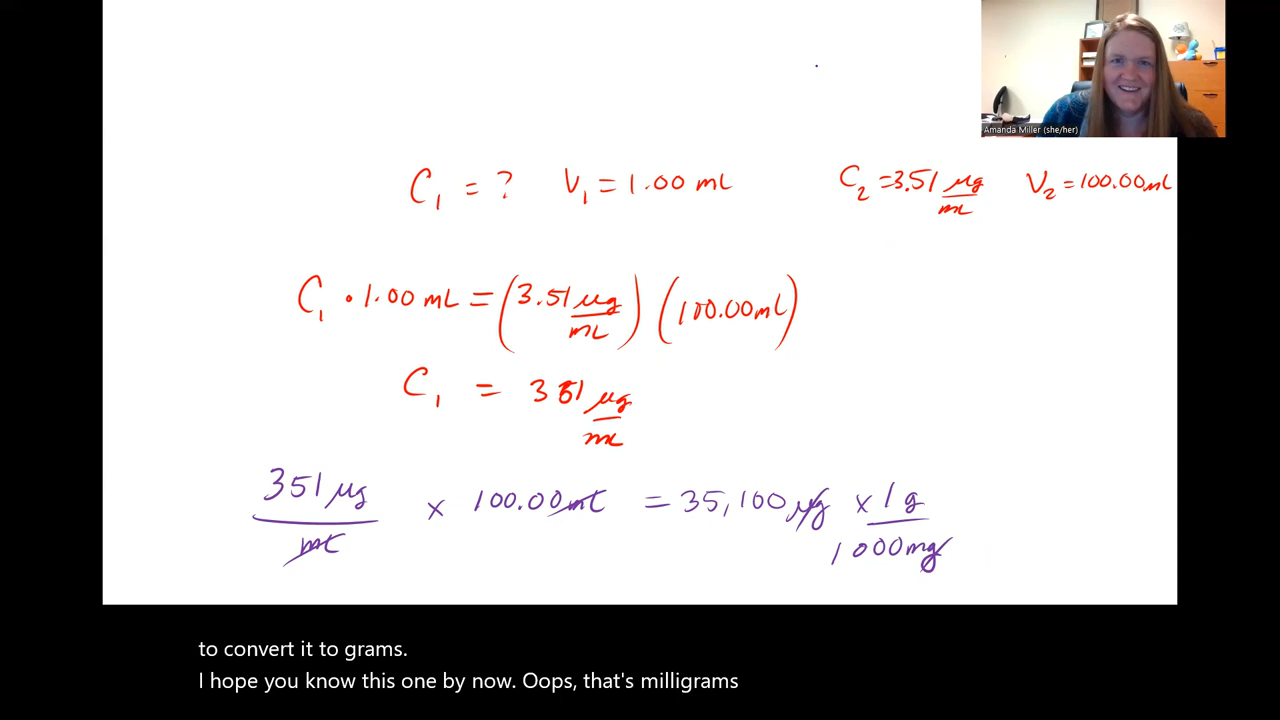 Amanda Miller (she/her)
C₁ = ? V₁ = 1.00 mL C₂ = 3.51 µg/mL V₂ = 100.00 mL
C₁ · 1.00 mL = (3.51 µg/mL) (100.00 mL)
C₁ = 351 µg/mL
351 µg/mL × 100.00 mL = 35,100 µg × 1 g/1000 mg
to convert it to grams.
I hope you know this one by now. Oops, that's milligrams